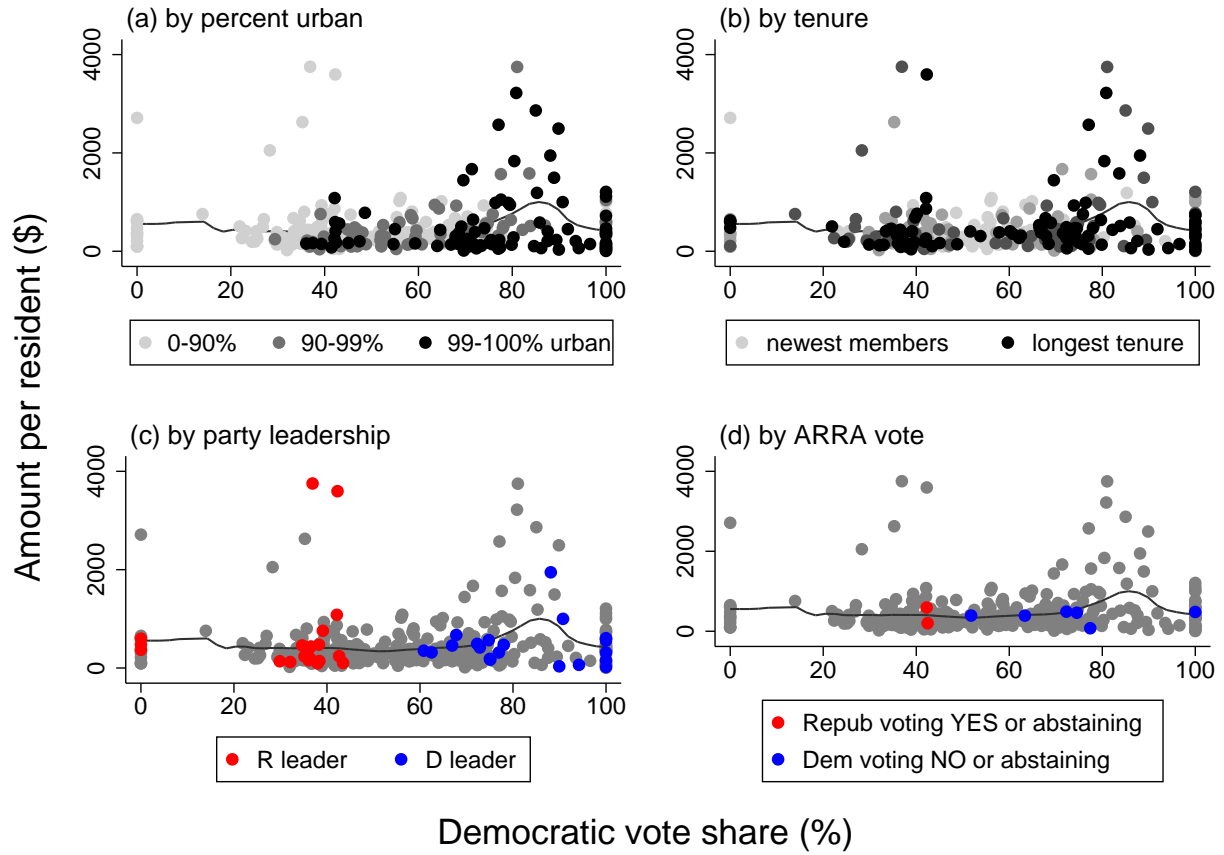 (a) by percent urban
4000
2000
0
0 20 40 60 80 100
0-90% 90-99% 99-100% urban
(b) by tenure
4000
2000
0
0 20 40 60 80 100
newest members longest tenure
(c) by party leadership
4000
2000
0
0 20 40 60 80 100
R leader D leader
(d) by ARRA vote
4000
2000
0
0 20 40 60 80 100
Repub voting YES or abstaining
Dem voting NO or abstaining
Amount per resident ($)
Democratic vote share (%)